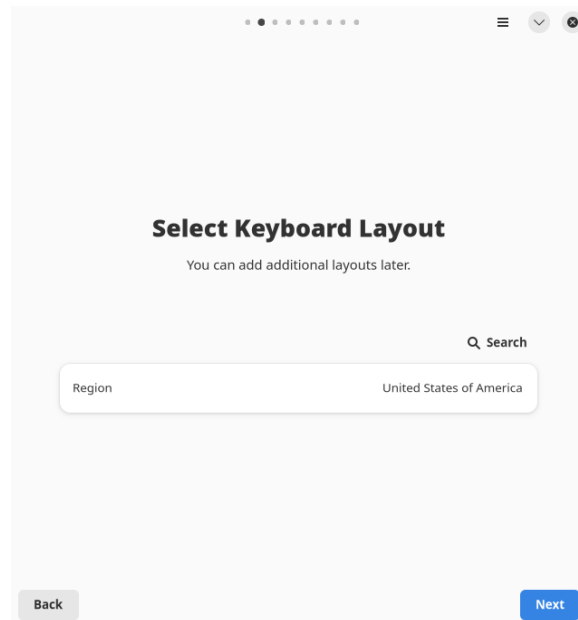 Select Keyboard Layout
You can add additional layouts later.
Search
Region United States of America
Back Next